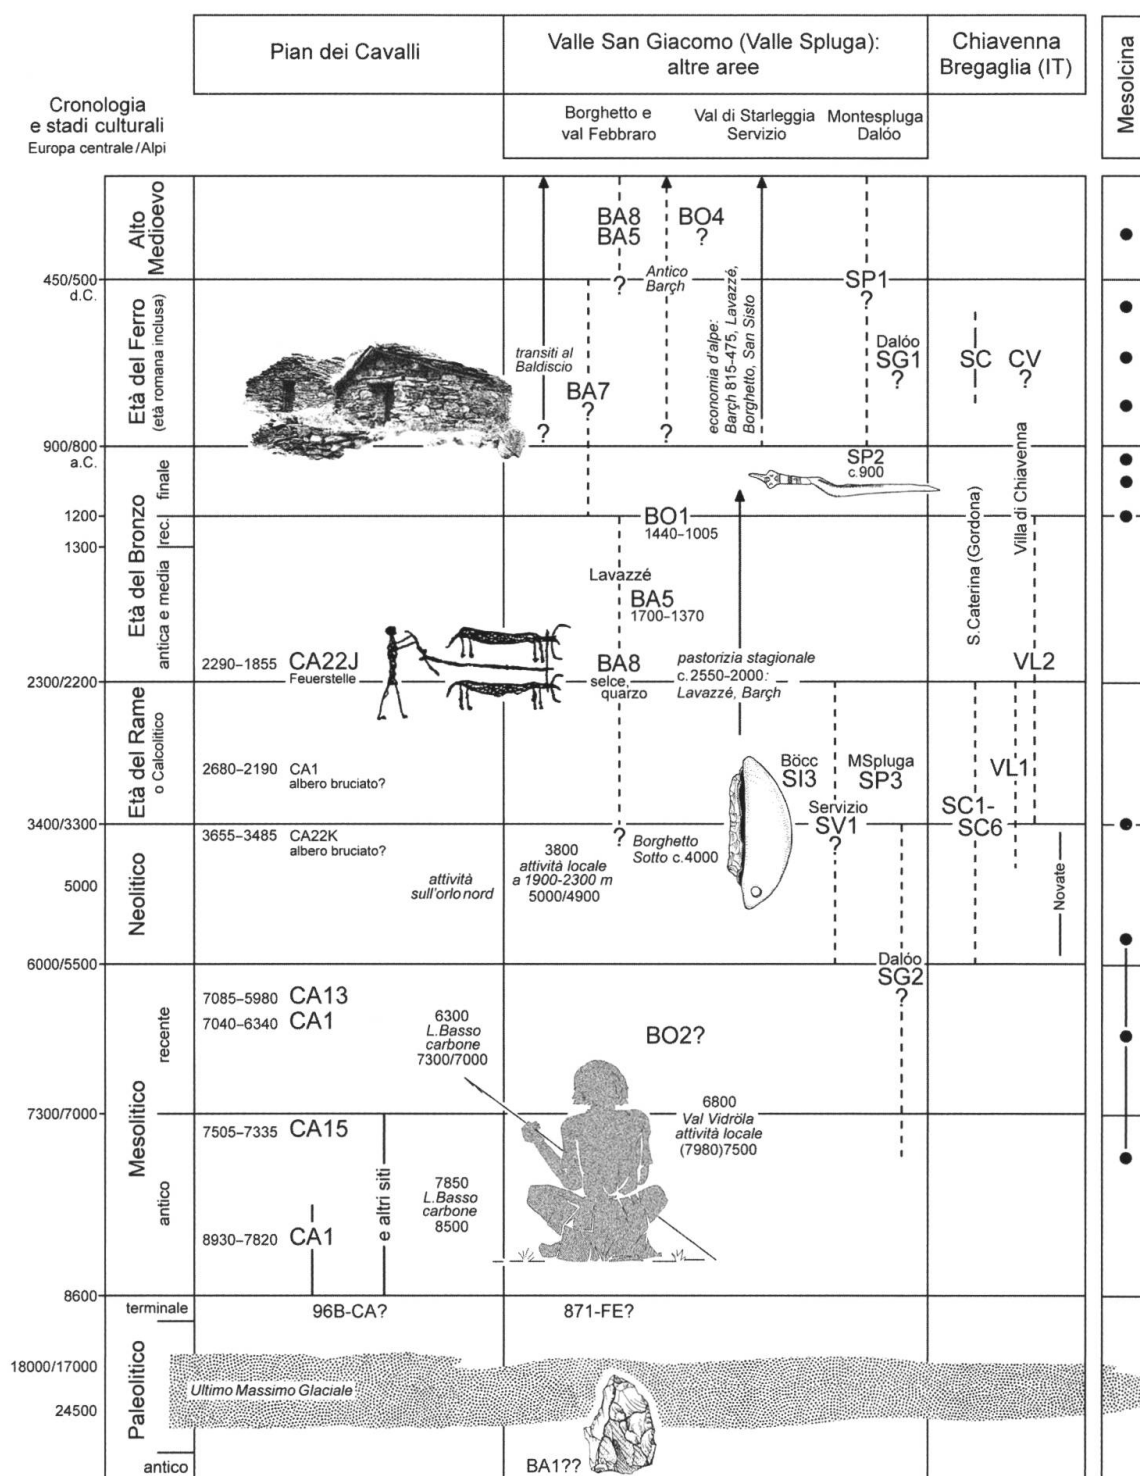 Pian dei Cavalli
Valle San Giacomo (Valle Spluga):
altre aree
Chiavenna
Bregaglia (IT)
Mesolcina
Cronologia
e stadi culturali
Europa centrale/Alpi
Borghetto e
val Febbraro
Val di Starleggia
Servizio
Montespluga
Dalóo
Alto
Medioevo
BA8
BA5
BO4
?
450/500
d.C.
?
Antico
Barçh
SP1
?
Età del Ferro
(età romana inclusa)
transiti al
Baldiscio
BA7
?
economia d'alpe:
Barçh 815-475, Lavazzé,
Borghetto, San Sisto
Dalóo
SG1
?
SC
CV
?
?
?
900/800
a.C.
Età del Bronzo
finale
SP2
c.900
1200
rec.
BO1
1440–1005
1300
antica e media
Lavazzé
BA5
1700–1370
S.Caterina (Gordona)
Villa di Chiavenna
2290–1855
CA22J
Feuerstelle
BA8
selce,
quarzo
pastorizia stagionale
c.2550-2000:
Lavazzé, Barçh
VL2
2300/2200
Età del Rame
o Calcolitico
2680–2190
CA1
albero bruciato?
Böcc
SI3
MSpluga
SP3
VL1
Servizio
SV1
?
SC1-
SC6
3400/3300
3655–3485
CA22K
albero bruciato?
?
Borghetto
Sotto c.4000
Neolitico
5000
attività
sull'orlo nord
3800
attività locale
a 1900-2300 m
5000/4900
Novate
6000/5500
Dalóo
SG2
?
Mesolitico
recente
7085–5980
CA13
7040–6340
CA1
6300
L.Basso
carbone
7300/7000
BO2?
7300/7000
7505–7335
CA15
6800
Val Vidröla
attività locale
(7980)7500
antico
e altri siti
7850
L.Basso
carbone
8500
8930–7820
CA1
8600
terminale
96B-CA?
871-FE?
Paleolitico
18000/17000
Ultimo Massimo Glaciale
24500
antico
BA1??